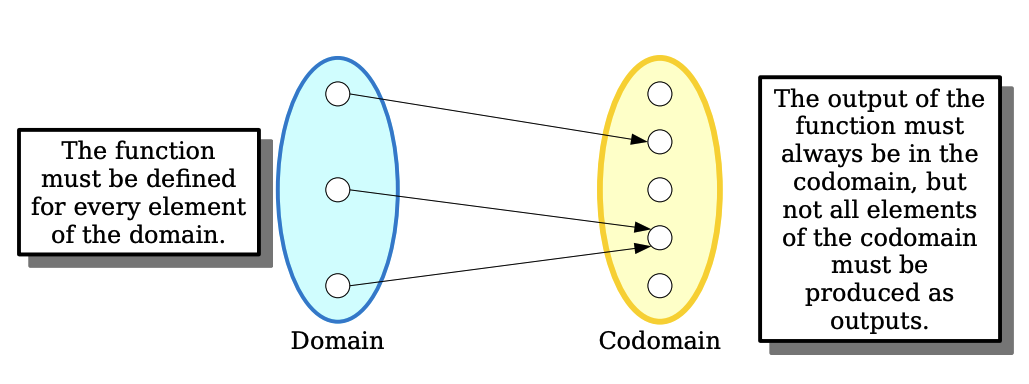 The function
must be defined
for every element
of the domain.
Domain
Codomain
The output of the
function must
always be in the
codomain, but
not all elements
of the codomain
must be
produced as
outputs.